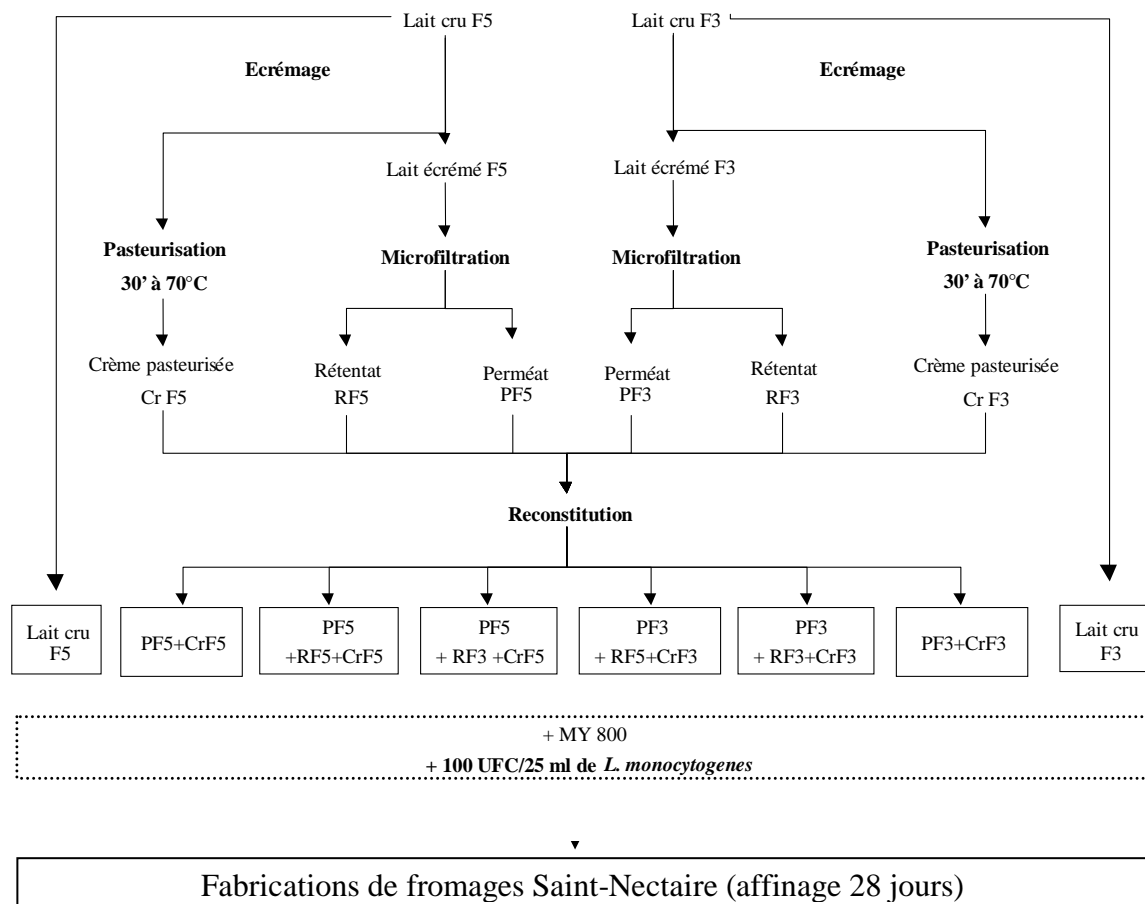 Lait cru F5
Lait cru F3
Ecrémage
Ecrémage
Lait écrémé F5
Lait écrémé F3
Pasteurisation
30’ à 70°C
Microfiltration
Microfiltration
Pasteurisation
30’ à 70°C
Crème pasteurisée
Cr F5
Rétentat
RF5
Perméat
PF5
Perméat
PF3
Rétentat
RF3
Crème pasteurisée
Cr F3
Reconstitution
Lait cru
F5
PF5+CrF5
PF5
+RF5+CrF5
PF5
+ RF3 +CrF5
PF3
+ RF5+CrF3
PF3
+ RF3+CrF3
PF3+CrF3
Lait cru
F3
+ MY 800
+ 100 UFC/25 ml de L. monocytogenes
Fabrications de fromages Saint-Nectaire (affinage 28 jours)